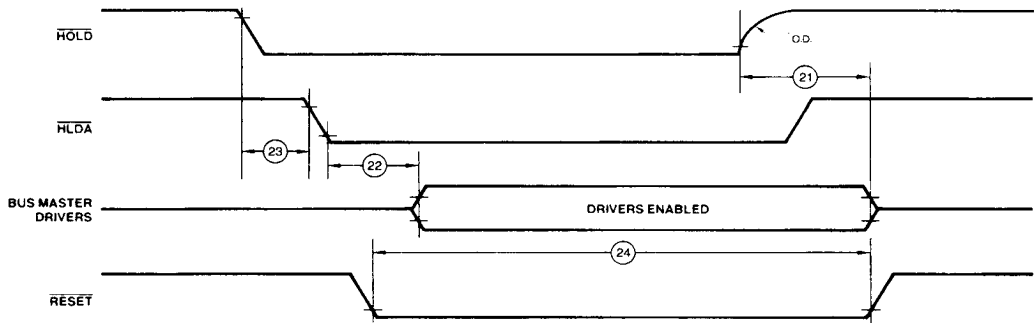 HOLD
O.D.
21
HLDA
23
22
BUS MASTER
DRIVERS
DRIVERS ENABLED
24
RESET